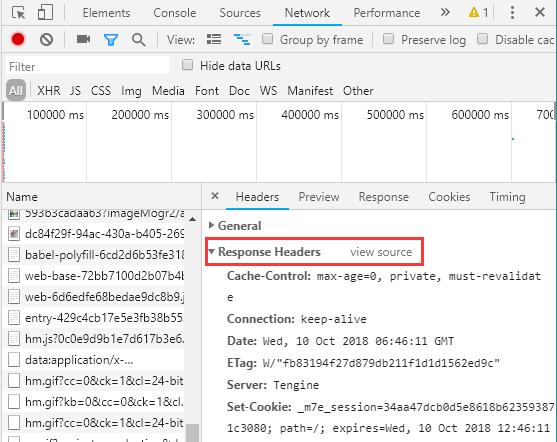 Elements Console Sources Network Performance 1
View: Group by frame Preserve log Disable cac
Filter Hide data URLs
All XHR JS CSS Img Media Font Doc WS Manifest Other
100000 ms 200000 ms 300000 ms 400000 ms 500000 ms 600000 ms 700
Name
593b3cadaa63?imageMogr2/a
dc84f29f-94ac-430a-b405-269
babel-polyfill-6cd2d6b53fe318
web-base-72bb7100d2b07b4b
web-6d6edfe68bedae9dc8b9.j
entry-429c4cb17e5e3fb38b55
hm.js?0c0e9d9b1e7d617b3e6.
data:application/x-...
hm.gif?cc=0&ck=1&cl=24-bit
hm.gif?kb=0&cc=0&ck=1&cl=
hm.gif?cc=0&ck=1&cl=24-bit
Headers Preview Response Cookies Timing
General
Response Headers view source
Cache-Control: max-age=0, private, must-revalidat
e
Connection: keep-alive
Date: Wed, 10 Oct 2018 06:46:11 GMT
ETag: W/"fb83194f27d879db211f1d1d1562ed9c"
Server: Tengine
Set-Cookie: _m7e_session=34aa47dcb0d5e8618b62359387
1c3080; path=/; expires=Wed, 10 Oct 2018 12:46:11